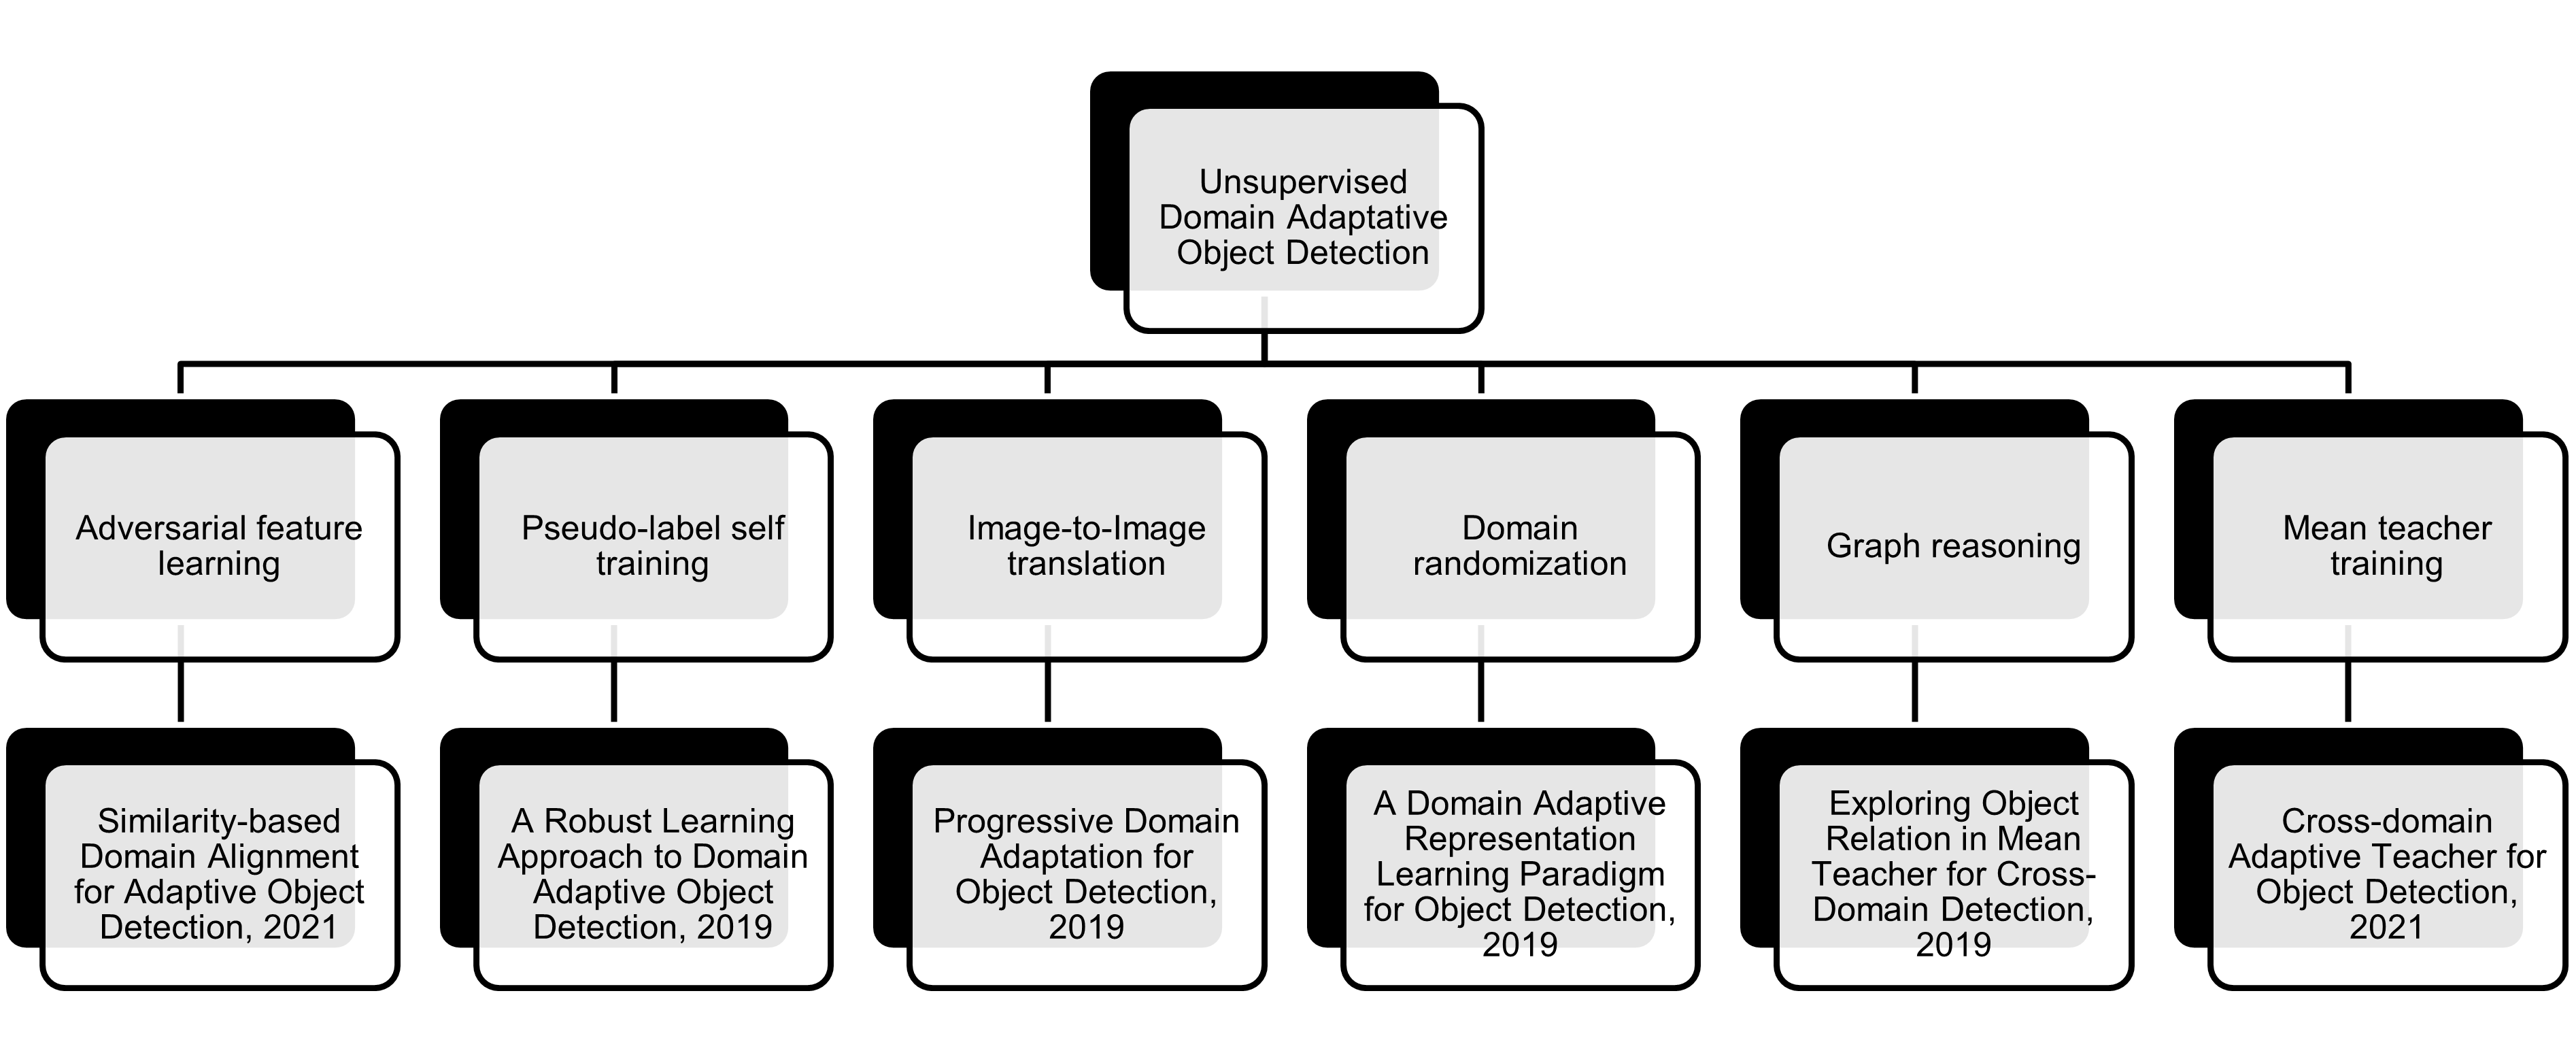 Unsupervised
Domain Adaptative
Object Detection
Adversarial feature
learning
Pseudo-label self
training
Image-to-Image
translation
Domain
randomization
Graph reasoning
Mean teacher
training
Similarity-based
Domain Alignment
for Adaptive Object
Detection, 2021
A Robust Learning
Approach to Domain
Adaptive Object
Detection, 2019
Progressive Domain
Adaptation for
Object Detection,
2019
A Domain Adaptive
Representation
Learning Paradigm
for Object Detection,
2019
Exploring Object
Relation in Mean
Teacher for Cross-
Domain Detection,
2019
Cross-domain
Adaptive Teacher for
Object Detection,
2021